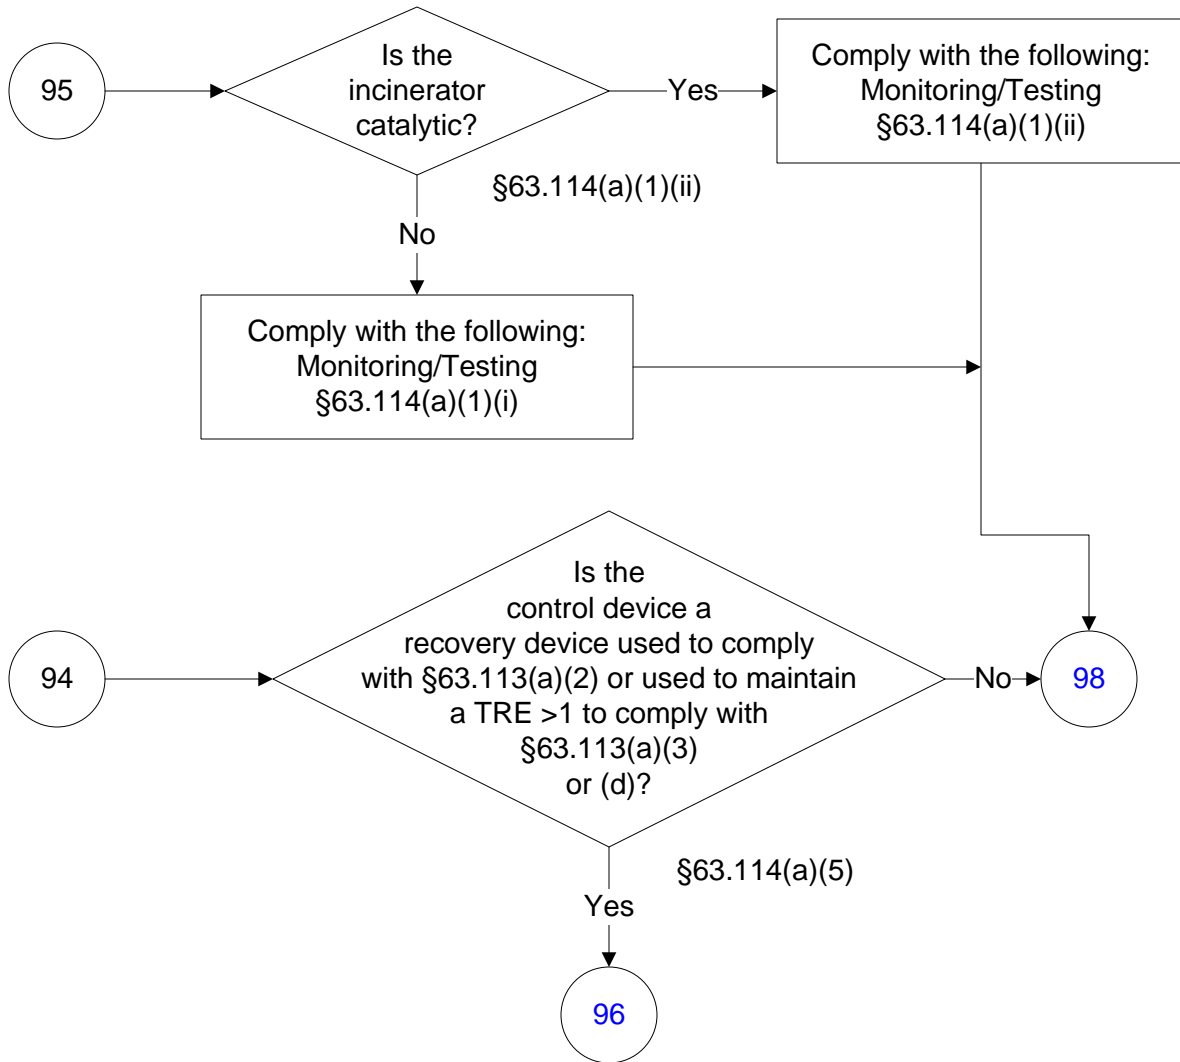 95
Is the
incinerator
catalytic?
Yes
Comply with the following:
Monitoring/Testing
§63.114(a)(1)(ii)
§63.114(a)(1)(ii)
No
Comply with the following:
Monitoring/Testing
§63.114(a)(1)(i)
94
Is the
control device a
recovery device used to comply
with §63.113(a)(2) or used to maintain
a TRE >1 to comply with
§63.113(a)(3)
or (d)?
No
98
§63.114(a)(5)
Yes
96